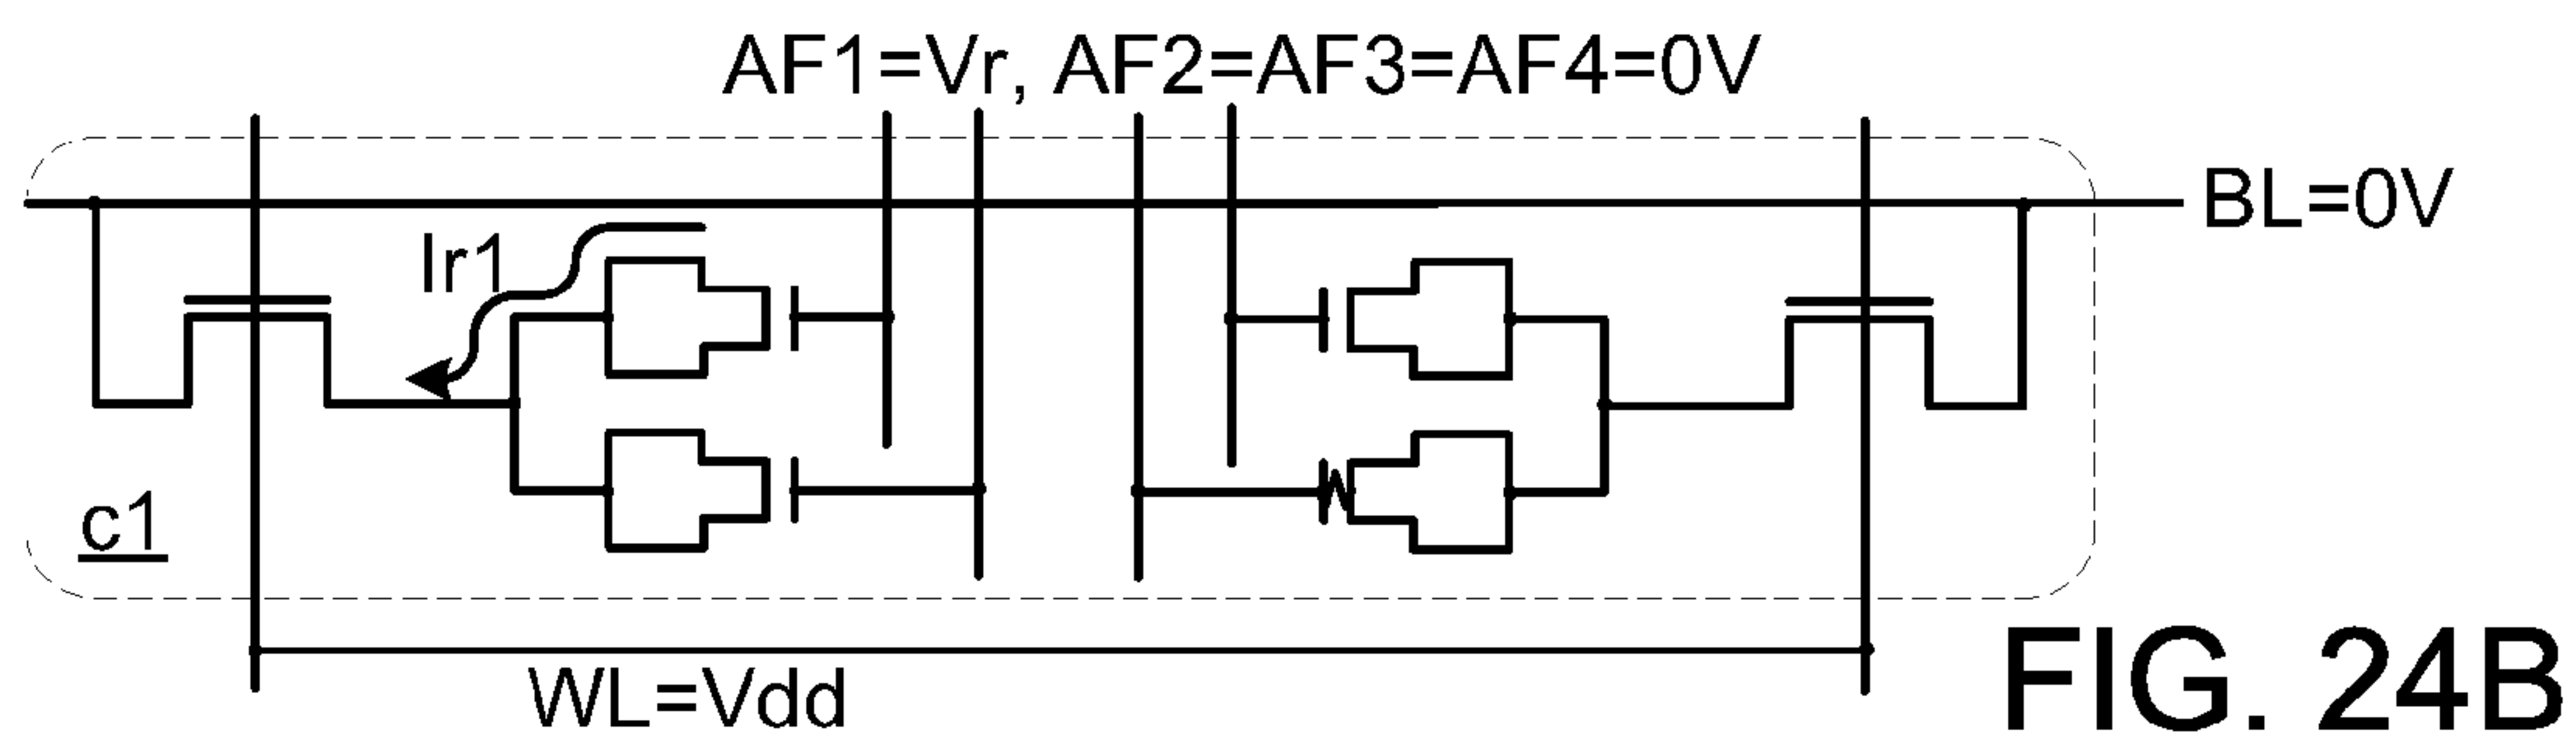 AF1=Vr, AF2=AF3=AF4=0V
BL=0V
Ir1
c1
WL=Vdd
FIG. 24B